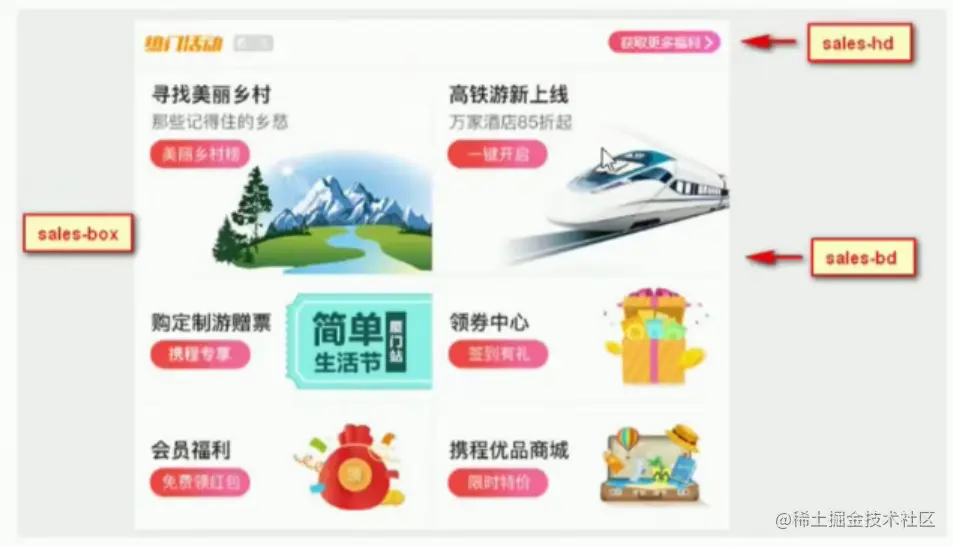 热门活动
获取更多福利
sales-hd
寻找美丽乡村
高铁游新上线
那些记得住的乡愁
万家酒店85折起
美丽乡村榜
一键开启
sales-box
sales-bd
购定制游赠票
简单
生活节
厦门站
领券中心
携程专享
签到有礼
会员福利
携程优品商城
免费领红包
限时特价
@稀土掘金技术社区